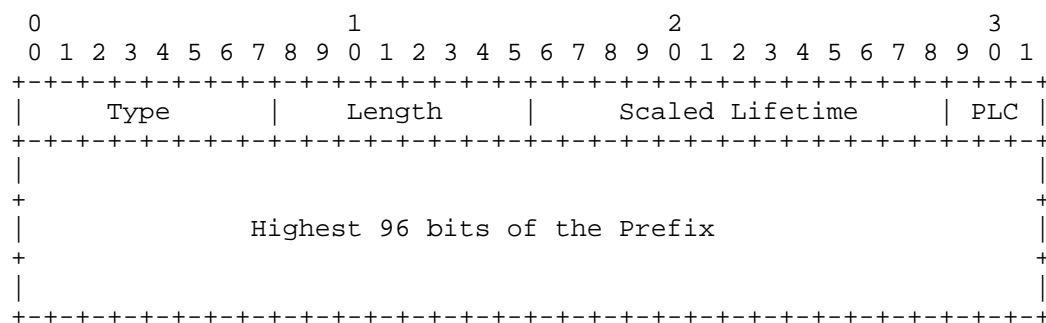 0                   1                   2                   3
 0 1 2 3 4 5 6 7 8 9 0 1 2 3 4 5 6 7 8 9 0 1 2 3 4 5 6 7 8 9 0 1
+-+-+-+-+-+-+-+-+-+-+-+-+-+-+-+-+-+-+-+-+-+-+-+-+-+-+-+-+-+-+-+-+
|     Type      |    Length     |     Scaled Lifetime     | PLC |
+-+-+-+-+-+-+-+-+-+-+-+-+-+-+-+-+-+-+-+-+-+-+-+-+-+-+-+-+-+-+-+-+
|                                                               |
+                                                               +
|              Highest 96 bits of the Prefix                    |
+                                                               +
|                                                               |
+-+-+-+-+-+-+-+-+-+-+-+-+-+-+-+-+-+-+-+-+-+-+-+-+-+-+-+-+-+-+-+-+